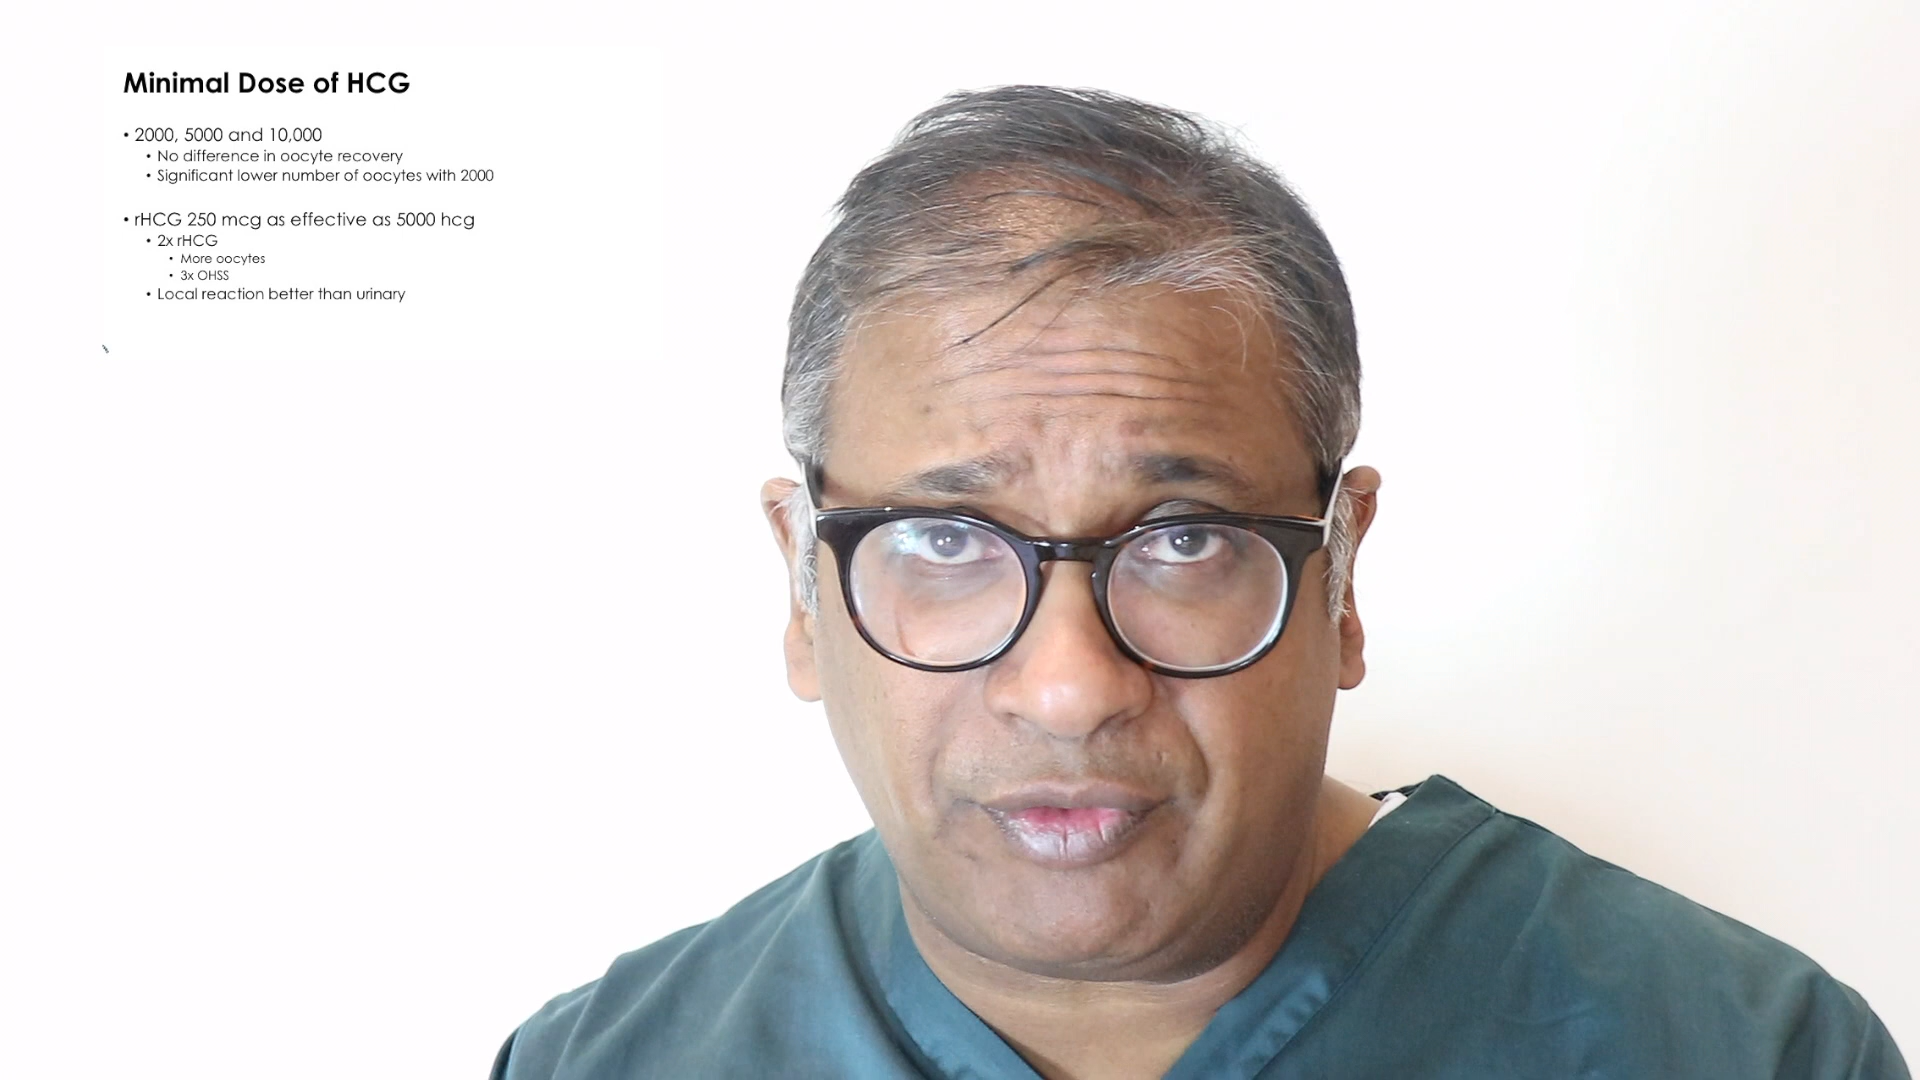 Minimal Dose of HCG
• 2000, 5000 and 10,000
• No difference in oocyte recovery
• Significant lower number of oocytes with 2000
• rHCG 250 mcg as effective as 5000 hcg
• 2x rHCG
• More oocytes
• 3x OHSS
• Local reaction better than urinary